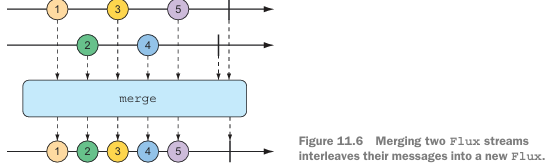 1 3 5
2 4
merge
1 2 3 4 5
Figure 11.6 Merging two Flux streams
interleaves their messages into a new Flux.